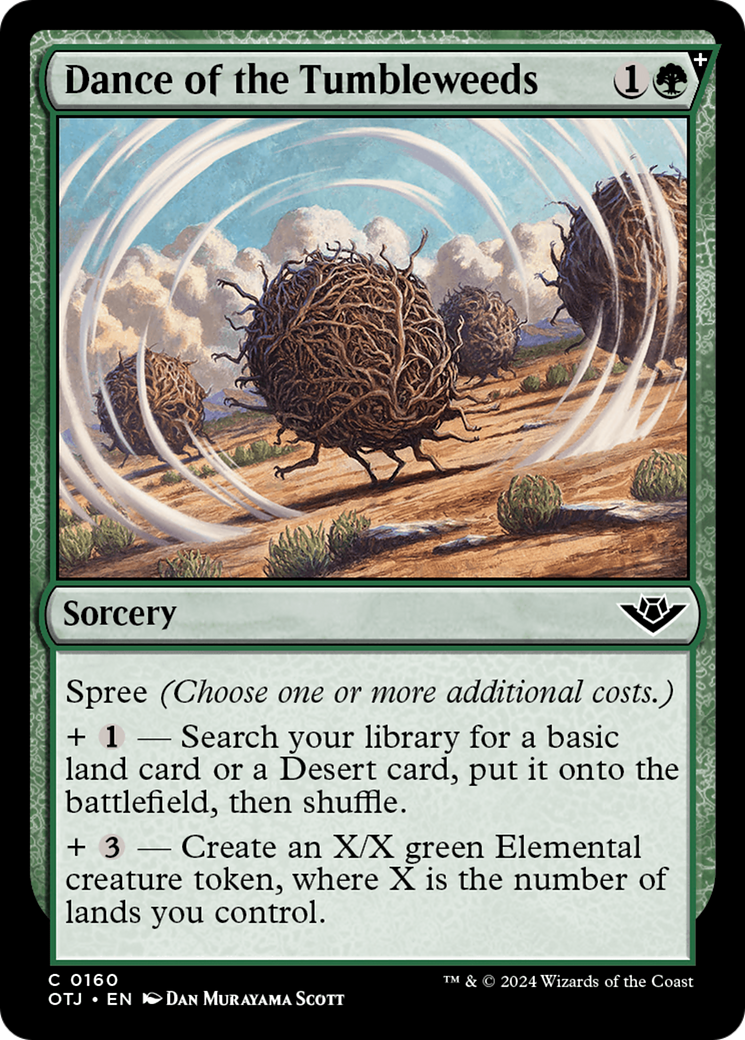 Dance of the Tumbleweeds 1
+
Sorcery
Spree (Choose one or more additional costs.)
+ 1 — Search your library for a basic
land card or a Desert card, put it onto the
battlefield, then shuffle.
+ 3 — Create an X/X green Elemental
creature token, where X is the number of
lands you control.
C 0160
OTJ • EN Dan Murayama Scott
™ & © 2024 Wizards of the Coast